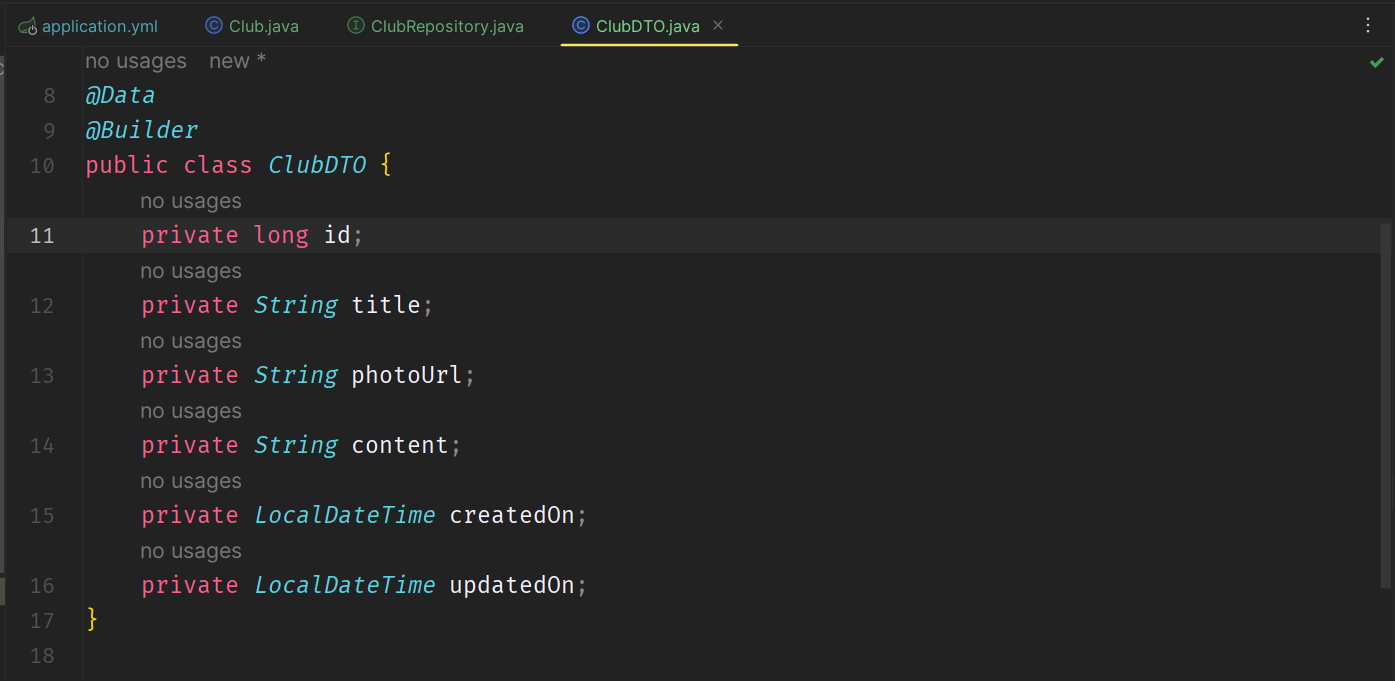 application.yml Club.java ClubRepository.java ClubDTO.java
no usages new *
8 @Data
9 @Builder
10 public class ClubDTO {
no usages
11 private long id;
no usages
12 private String title;
no usages
13 private String photoUrl;
no usages
14 private String content;
no usages
15 private LocalDateTime createdOn;
no usages
16 private LocalDateTime updatedOn;
17 }
18